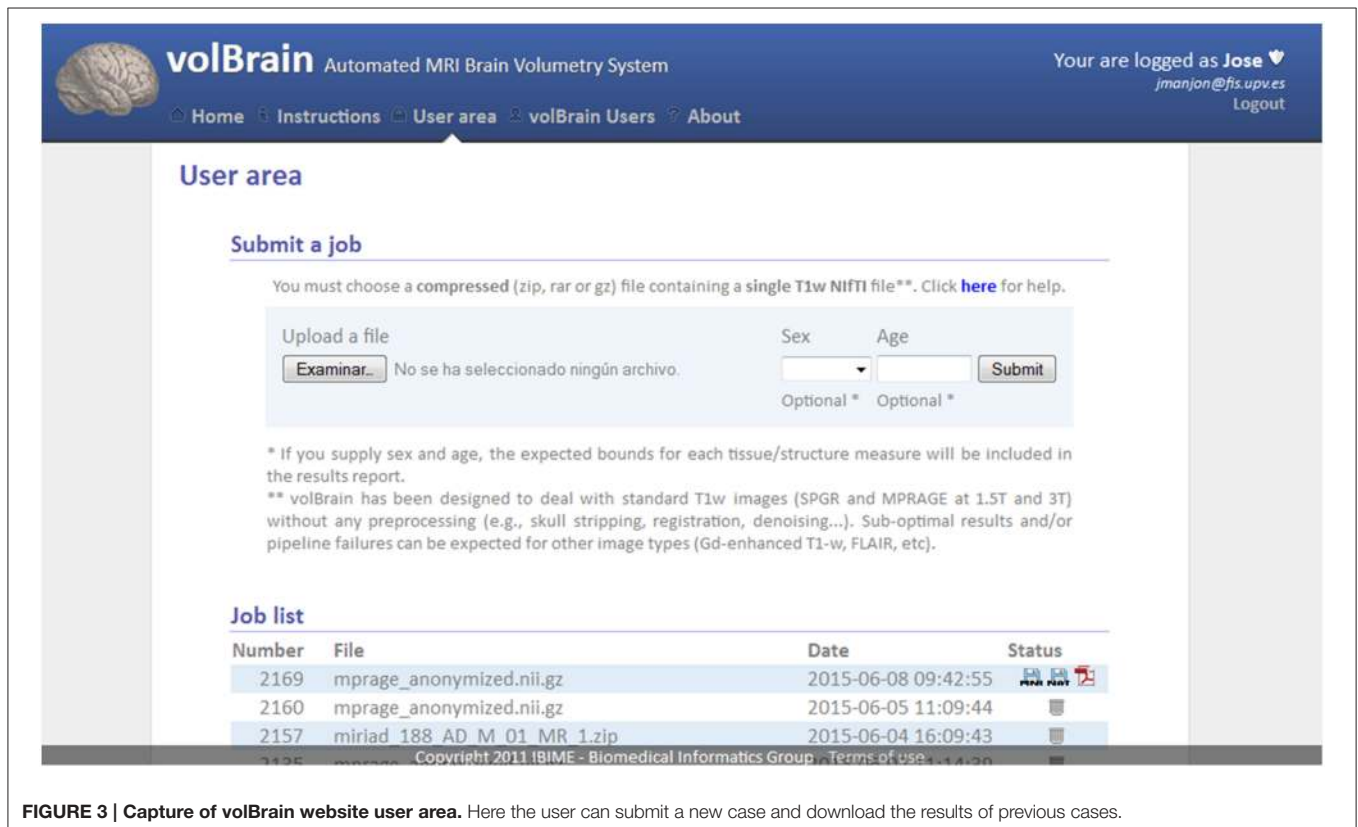 volBrain Automated MRI Brain Volumetry System
Your are logged as Jose
jmanjon@fis.upv.es
Logout
Home Instructions User area volBrain Users About
User area
Submit a job
You must choose a compressed (zip, rar or gz) file containing a single T1w NIfTI file**. Click here for help.
Upload a file Sex Age
Examinar... No se ha seleccionado ningún archivo. Submit
Optional * Optional *
* If you supply sex and age, the expected bounds for each tissue/structure measure will be included in
the results report.
** volBrain has been designed to deal with standard T1w images (SPGR and MPRAGE at 1.5T and 3T)
without any preprocessing (e.g., skull stripping, registration, denoising...). Sub-optimal results and/or
pipeline failures can be expected for other image types (Gd-enhanced T1-w, FLAIR, etc).
Job list
Number File Date Status
2169 mprage_anonymized.nii.gz 2015-06-08 09:42:55 MNI NAT
2160 mprage_anonymized.nii.gz 2015-06-05 11:09:44
2157 miriad_188_AD_M_01_MR_1.zip 2015-06-04 16:09:43
Copyright 2011 IBIME - Biomedical Informatics Group Terms of use
FIGURE 3 | Capture of volBrain website user area. Here the user can submit a new case and download the results of previous cases.